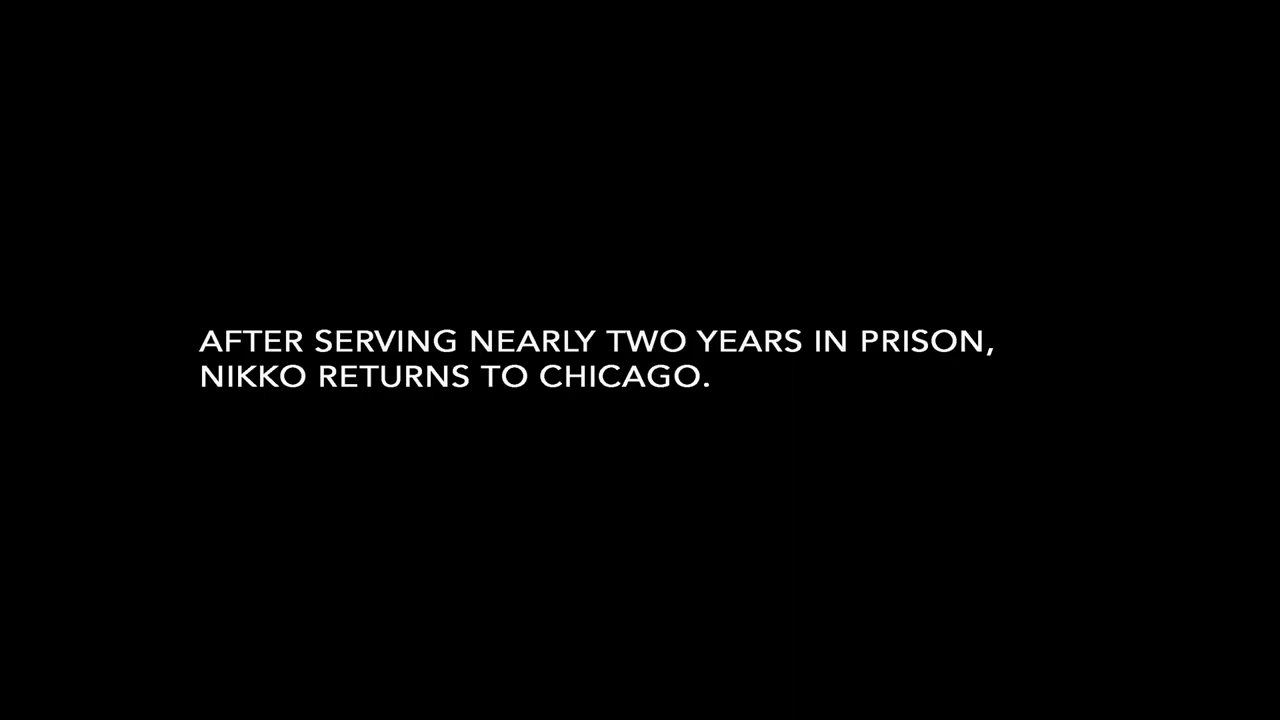 AFTER SERVING NEARLY TWO YEARS IN PRISON,
NIKKO RETURNS TO CHICAGO.